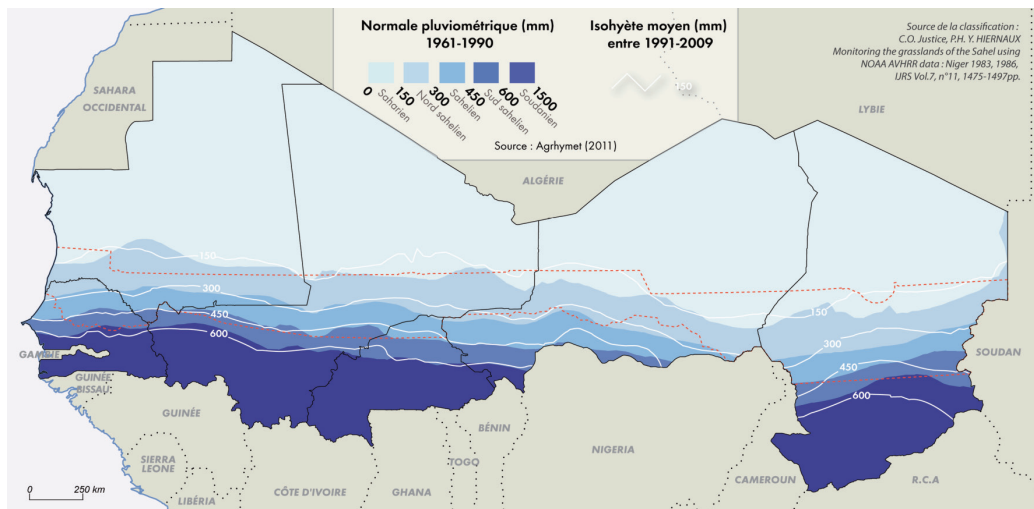 Normale pluviométrique (mm)
1961-1990
0
150
300
450
600
1500
Saharien
Nord sahelien
Sahelien
Sud sahelien
Soudanien
Isohyète moyen (mm)
entre 1991-2009
150
Source : Agrhymet (2011)
Source de la classification :
C.O. Justice, P.H. Y. HIERNAUX
Monitoring the grasslands of the Sahel using
NOAA AVHRR data : Niger 1983, 1986,
IJRS Vol.7, n°11, 1475-1497pp.
SAHARA
OCCIDENTAL
LYBIE
ALGÉRIE
150
300
450
600
150
300
450
600
GAMBIE
GUINÉE
BISSAU
GUINÉE
SIERRA
LEONE
LIBÉRIA
CÔTE D'IVOIRE
GHANA
TOGO
BÉNIN
NIGERIA
CAMEROUN
R.C.A
SOUDAN
0 250 km